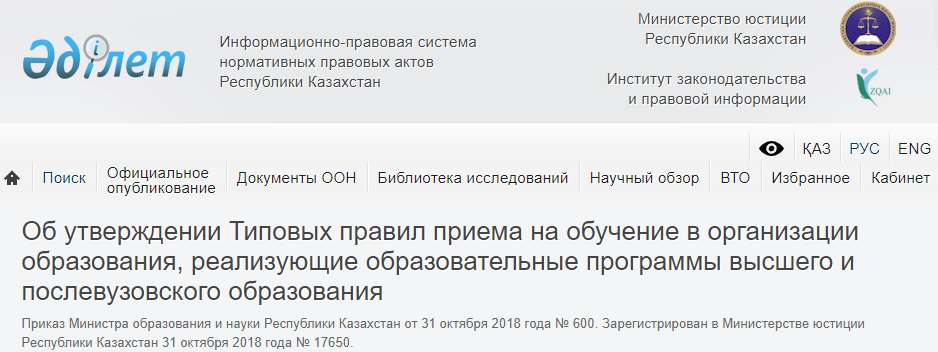 Әділет
Информационно-правовая система
нормативных правовых актов
Республики Казахстан
Министерство юстиции
Республики Казахстан
Институт законодательства
и правовой информации
ZQAI
ҚАЗ РУС ENG
Поиск Официальное опубликование Документы ООН Библиотека исследований Научный обзор ВТО Избранное Кабинет
Об утверждении Типовых правил приема на обучение в организации
образования, реализующие образовательные программы высшего и
послевузовского образования
Приказ Министра образования и науки Республики Казахстан от 31 октября 2018 года № 600. Зарегистрирован в Министерстве юстиции
Республики Казахстан 31 октября 2018 года № 17650.